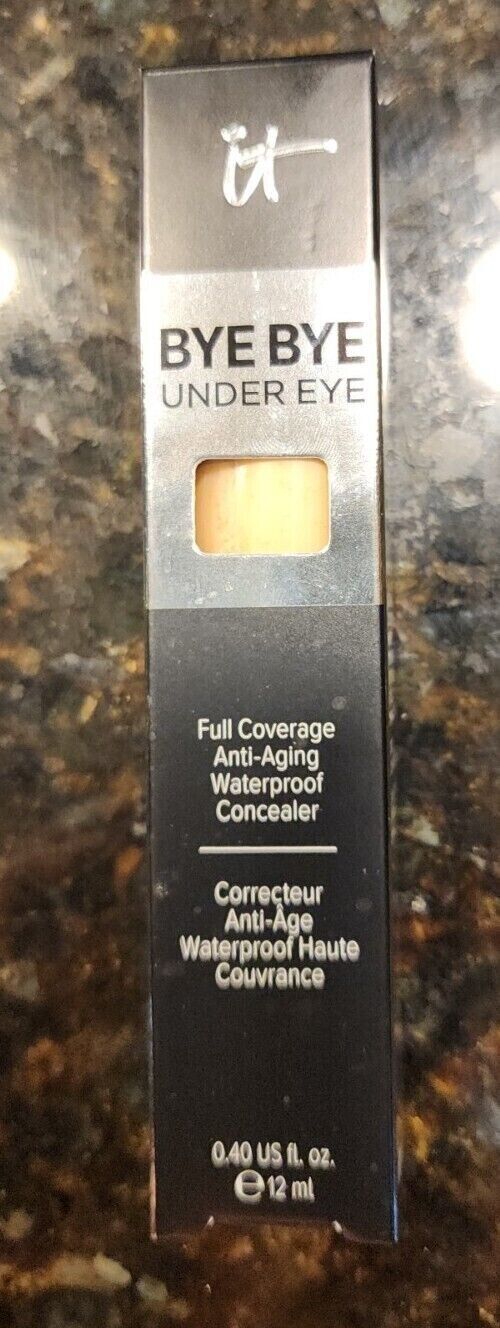 it
BYE BYE
UNDER EYE
Full Coverage
Anti-Aging
Waterproof
Concealer
Correcteur
Anti-Âge
Waterproof Haute
Couvrance
0.40 US fl. oz.
℮ 12 ml